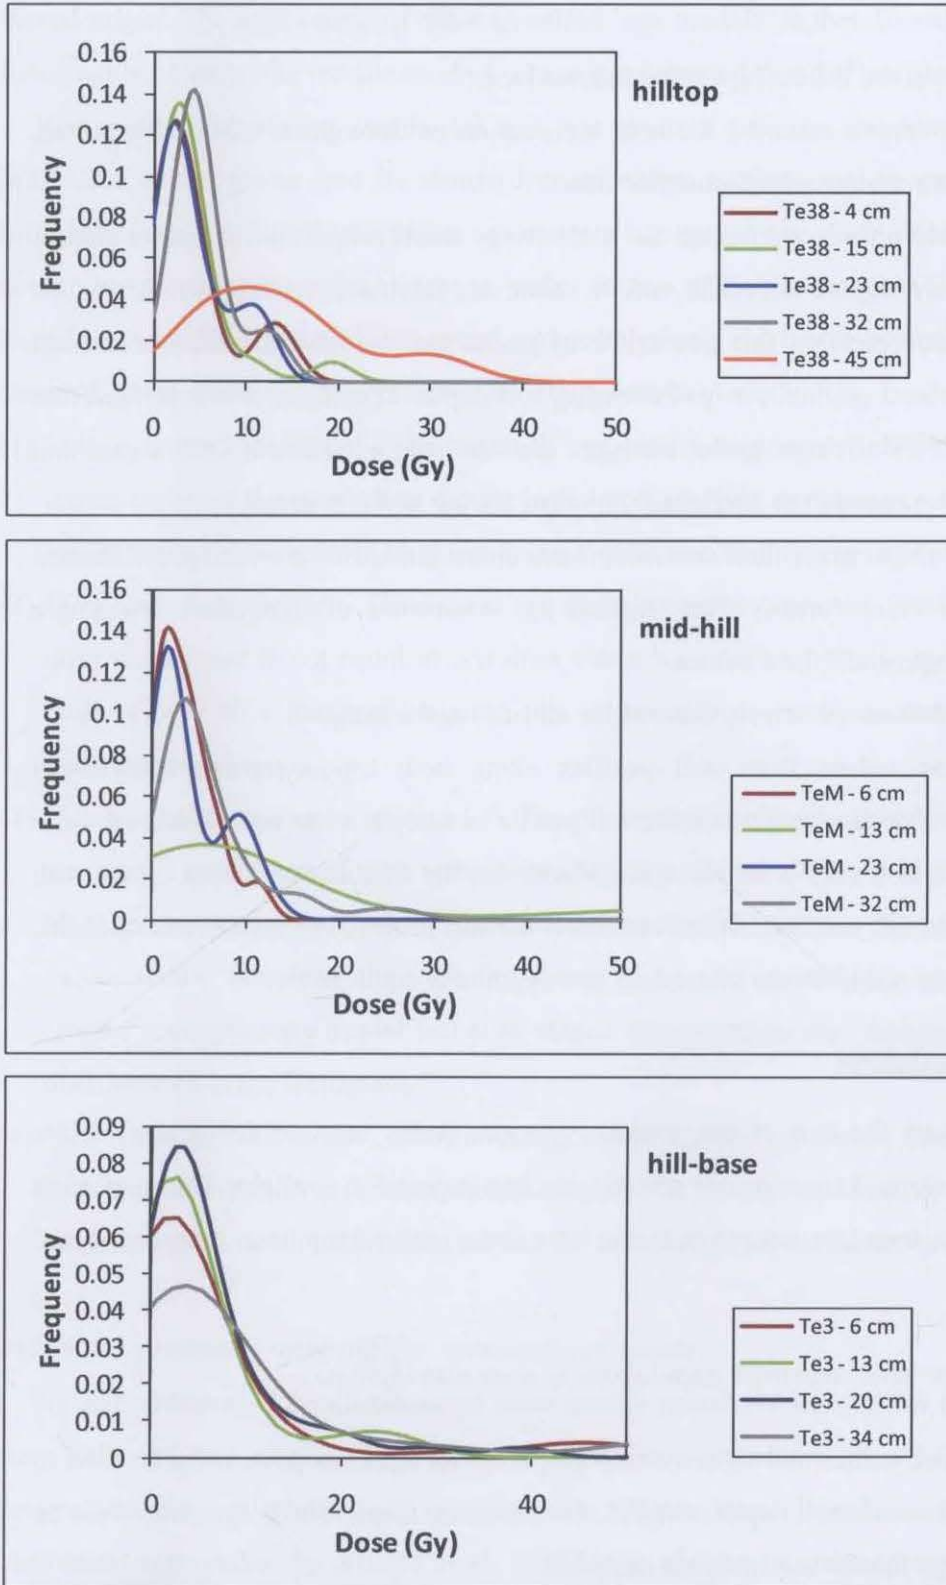 hilltop
0.16
0.14
0.12
0.1
0.08
0.06
0.04
0.02
0
Frequency
0 10 20 30 40 50
Dose (Gy)
Te38 - 4 cm
Te38 - 15 cm
Te38 - 23 cm
Te38 - 32 cm
Te38 - 45 cm
mid-hill
0.16
0.14
0.12
0.1
0.08
0.06
0.04
0.02
0
Frequency
0 10 20 30 40 50
Dose (Gy)
TeM - 6 cm
TeM - 13 cm
TeM - 23 cm
TeM - 32 cm
hill-base
0.09
0.08
0.07
0.06
0.05
0.04
0.03
0.02
0.01
0
Frequency
0 20 40
Dose (Gy)
Te3 - 6 cm
Te3 - 13 cm
Te3 - 20 cm
Te3 - 34 cm